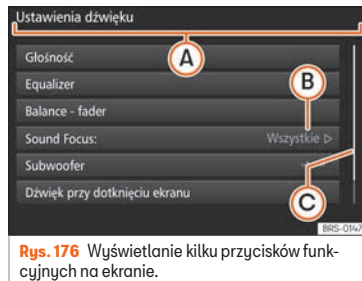 Ustawienia dźwięku
A
Głośność
Equalizer
B
Balance - fader
Sound Focus: Wszystkie ▷
Subwoofer
C
Dźwięk przy dotknięciu ekranu
BRS-0147
Rys. 176 Wyświetlanie kilku przycisków funk-
cyjnych na ekranie.